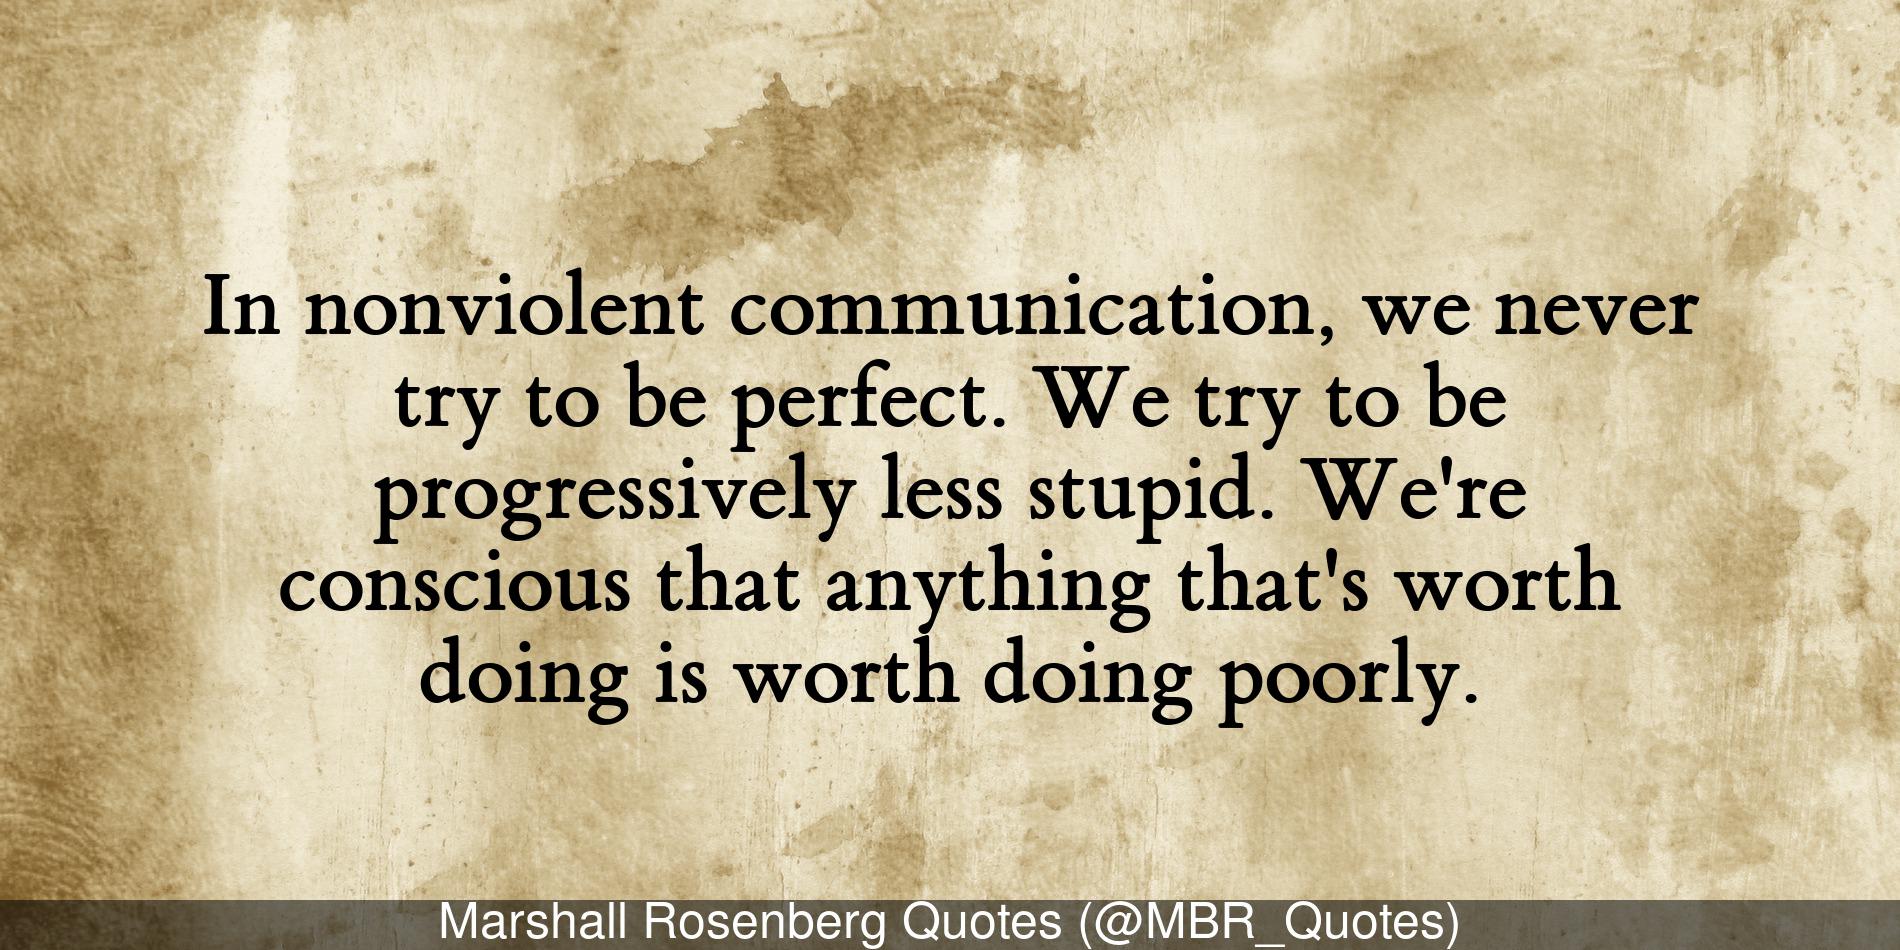 In nonviolent communication, we never
try to be perfect. We try to be
progressively less stupid. We're
conscious that anything that's worth
doing is worth doing poorly.
Marshall Rosenberg Quotes (@MBR_Quotes)